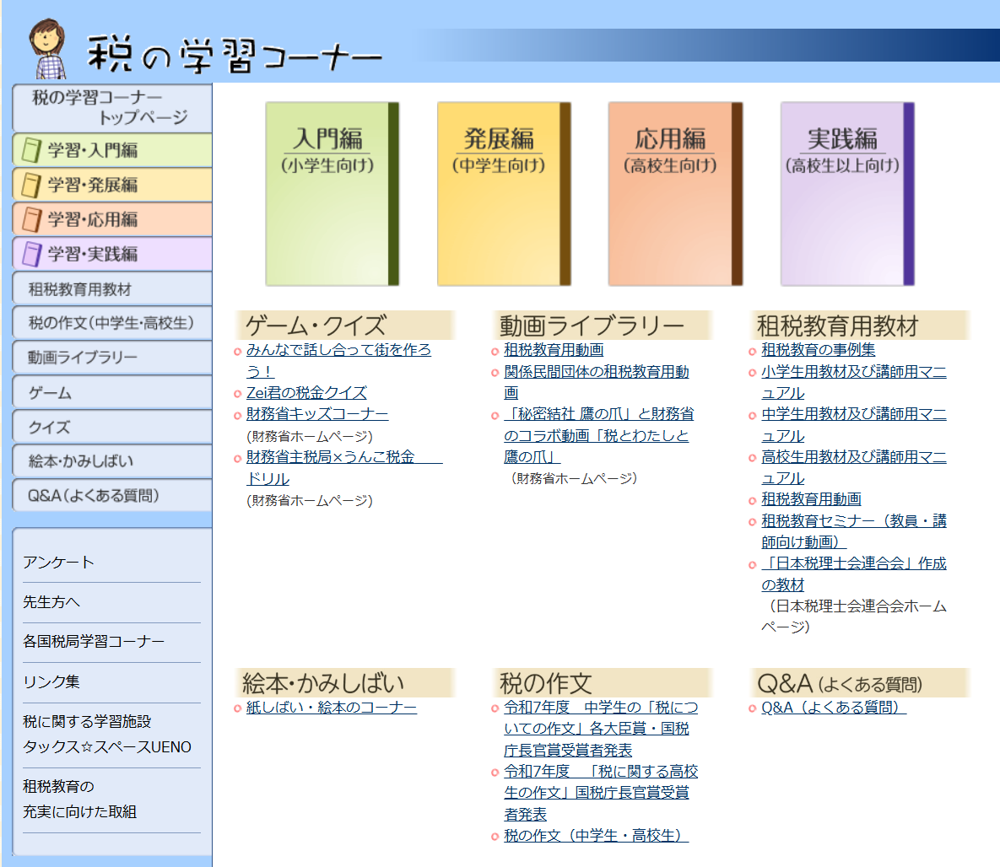 税の学習コーナー
税の学習コーナー
トップページ
学習・入門編
学習・発展編
学習・応用編
学習・実践編
租税教育用教材
税の作文(中学生・高校生)
動画ライブラリー
ゲーム
クイズ
絵本・かみしばい
Q&A(よくある質問)
アンケート
先生方へ
各国税局学習コーナー
リンク集
税に関する学習施設
タックス☆スペースUENO
租税教育の
充実に向けた取組
入門編
(小学生向け)
発展編
(中学生向け)
応用編
(高校生向け)
実践編
(高校生以上向け)
ゲーム・クイズ
みんなで話し合って街を作ろ
う!
Zei君の税金クイズ
財務省キッズコーナー
(財務省ホームページ)
財務省主税局×うんこ税金
ドリル
(財務省ホームページ)
動画ライブラリー
租税教育用動画
関係民間団体の租税教育用動
画
「秘密結社 鷹の爪」と財務省
のコラボ動画「税とわたしと
鷹の爪」
(財務省ホームページ)
租税教育用教材
租税教育の事例集
小学生用教材及び講師用マニ
ュアル
中学生用教材及び講師用マニ
ュアル
高校生用教材及び講師用マニ
ュアル
租税教育用動画
租税教育セミナー(教員・講
師向け動画)
「日本税理士会連合会」作成
の教材
(日本税理士会連合会ホーム
ページ)
絵本・かみしばい
紙しばい・絵本のコーナー
税の作文
令和7年度 中学生の「税につ
いての作文」各大臣賞・国税
庁長官賞受賞者発表
令和7年度 「税に関する高校
生の作文」国税庁長官賞受賞
者発表
税の作文(中学生・高校生)
Q&A(よくある質問)
Q&A(よくある質問)